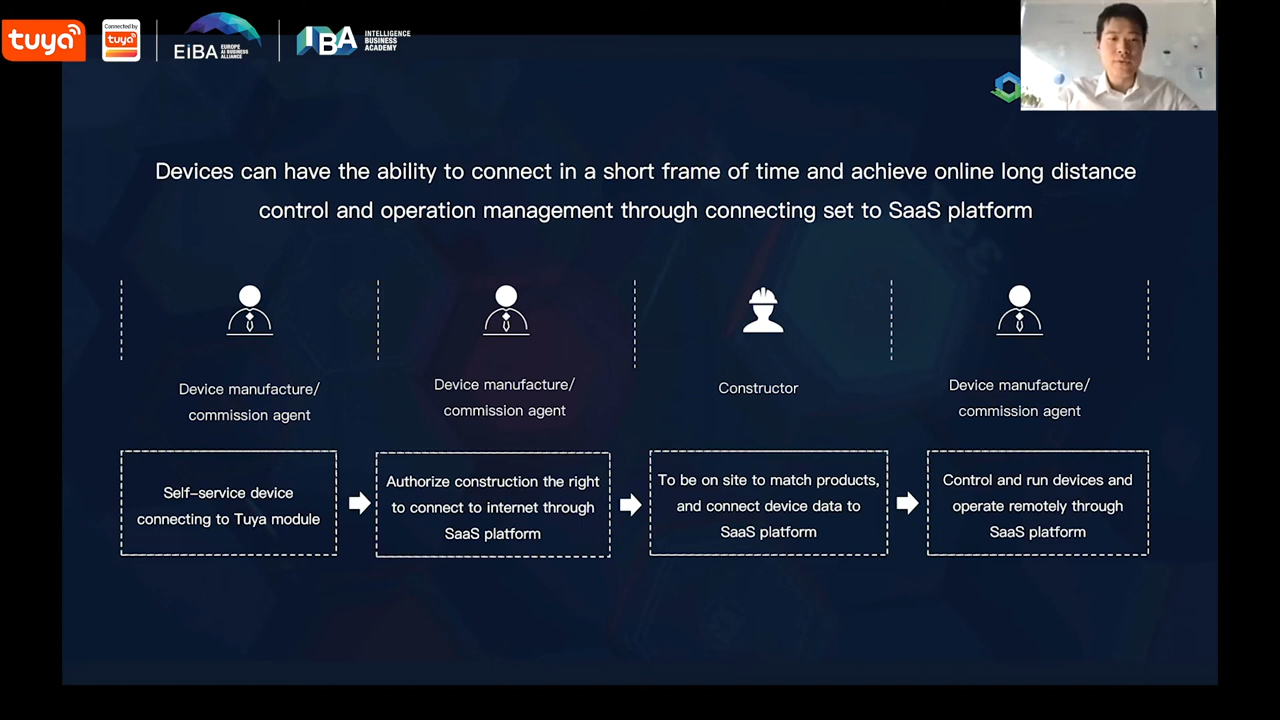 tuya
Connected by
tuya
EiBA EUROPE AI BUSINESS ALLIANCE
IBA INTELLIGENCE BUSINESS ACADEMY
Devices can have the ability to connect in a short frame of time and achieve online long distance
control and operation management through connecting set to SaaS platform
Device manufacture/
commission agent
Device manufacture/
commission agent
Constructor
Device manufacture/
commission agent
Self-service device
connecting to Tuya module
Authorize construction the right
to connect to internet through
SaaS platform
To be on site to match products,
and connect device data to
SaaS platform
Control and run devices and
operate remotely through
SaaS platform